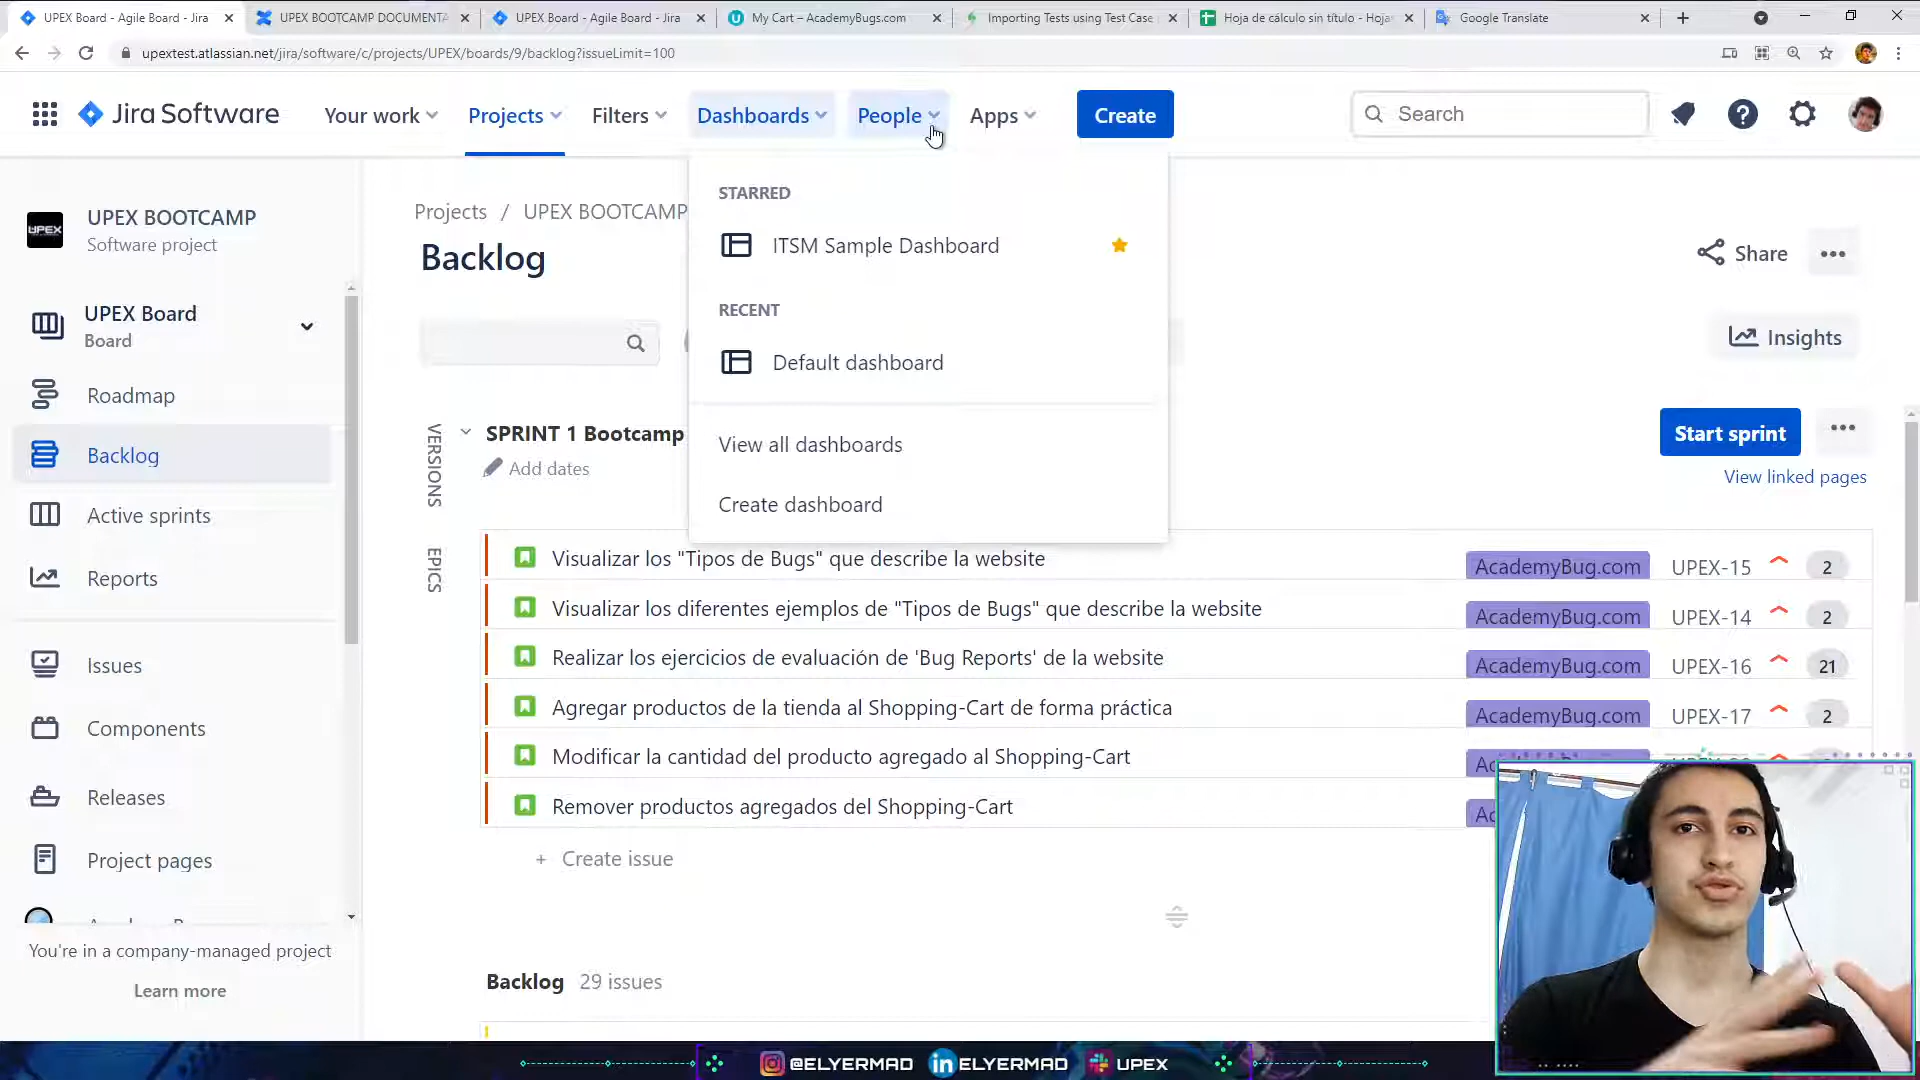 UPEX Board - Agile Board - Jira
UPEX BOOTCAMP DOCUMENTA
UPEX Board - Agile Board - Jira
My Cart – AcademyBugs.com
Importing Tests using Test Case
Hoja de cálculo sin título - Hojas
Google Translate
upextest.atlassian.net/jira/software/c/projects/UPEX/boards/9/backlog?issueLimit=100
Jira Software
Your work
Projects
Filters
Dashboards
People
Apps
Create
Search
UPEX
UPEX BOOTCAMP
Software project
UPEX Board
Board
Roadmap
Backlog
Active sprints
Reports
Issues
Components
Releases
Project pages
You're in a company-managed project
Learn more
Projects / UPEX BOOTCAMP
Backlog
Share
Insights
STARRED
ITSM Sample Dashboard
RECENT
Default dashboard
View all dashboards
Create dashboard
VERSIONS
EPICS
SPRINT 1 Bootcamp
Add dates
Start sprint
View linked pages
Visualizar los "Tipos de Bugs" que describe la website AcademyBug.com UPEX-15 2
Visualizar los diferentes ejemplos de "Tipos de Bugs" que describe la website AcademyBug.com UPEX-14 2
Realizar los ejercicios de evaluación de 'Bug Reports' de la website AcademyBug.com UPEX-16 21
Agregar productos de la tienda al Shopping-Cart de forma práctica AcademyBug.com UPEX-17 2
Modificar la cantidad del producto agregado al Shopping-Cart
Remover productos agregados del Shopping-Cart
+ Create issue
Backlog 29 issues
@ELYERMAD
ELYERMAD
UPEX